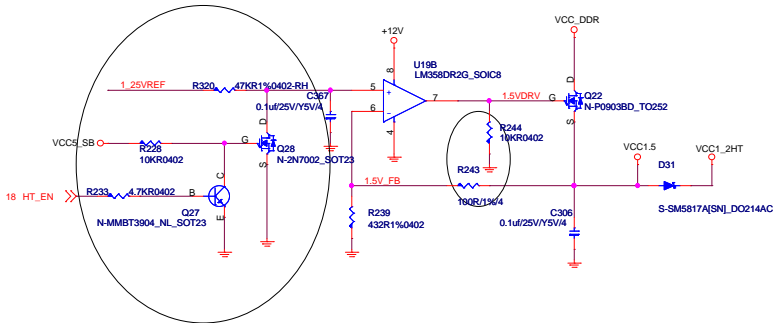 VCC_DDR
+12V
U19B
LM358DR2G_SOIC8
1_25VREF
R320
47KR1%0402-RH
C367
0.1uf/25V/Y5V/4
5
+
8
7
6
-
4
1.5VDRV
D
G
S
Q22
N-P0903BD_TO252
R244
10KR0402
VCC5_SB
R228
10KR0402
D
G
S
Q28
N-2N7002_SOT23
VCC1.5
VCC1_2HT
D31
S-SM5817A[SN]_DO214AC
18 HT_EN
R233
4.7KR0402
B
C
E
Q27
N-MMBT3904_NL_SOT23
1.5V_FB
R243
100R/1%/4
R239
432R1%0402
C306
0.1uf/25V/Y5V/4